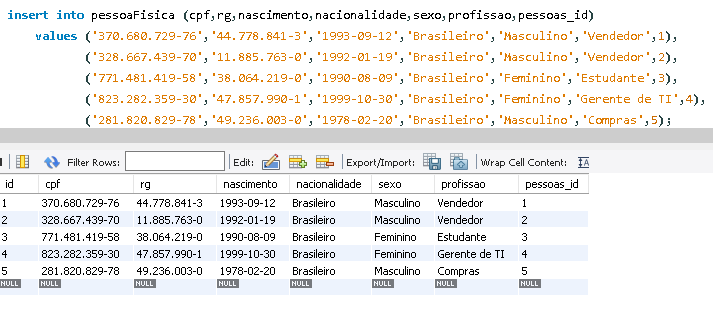 insert into pessoaFisica (cpf,rg,nascimento,nacionalidade,sexo,profissao,pessoas_id)
values ('370.680.729-76','44.778.841-3','1993-09-12','Brasileiro','Masculino','Vendedor',1),
('328.667.439-70','11.885.763-0','1992-01-19','Brasileiro','Masculino','Vendedor',2),
('771.481.419-58','38.064.219-0','1990-08-09','Brasileiro','Feminino','Estudante',3),
('823.282.359-30','47.857.990-1','1999-10-30','Brasileiro','Feminino','Gerente de TI',4),
('281.820.829-78','49.236.003-0','1978-02-20','Brasileiro','Masculino','Compras',5);
Filter Rows: Edit: Export/Import: Wrap Cell Content: IA
id cpf rg nascimento nacionalidade sexo profissao pessoas_id
1 370.680.729-76 44.778.841-3 1993-09-12 Brasileiro Masculino Vendedor 1
2 328.667.439-70 11.885.763-0 1992-01-19 Brasileiro Masculino Vendedor 2
3 771.481.419-58 38.064.219-0 1990-08-09 Brasileiro Feminino Estudante 3
4 823.282.359-30 47.857.990-1 1999-10-30 Brasileiro Feminino Gerente de TI 4
5 281.820.829-78 49.236.003-0 1978-02-20 Brasileiro Masculino Compras 5
NULL NULL NULL NULL NULL NULL NULL NULL